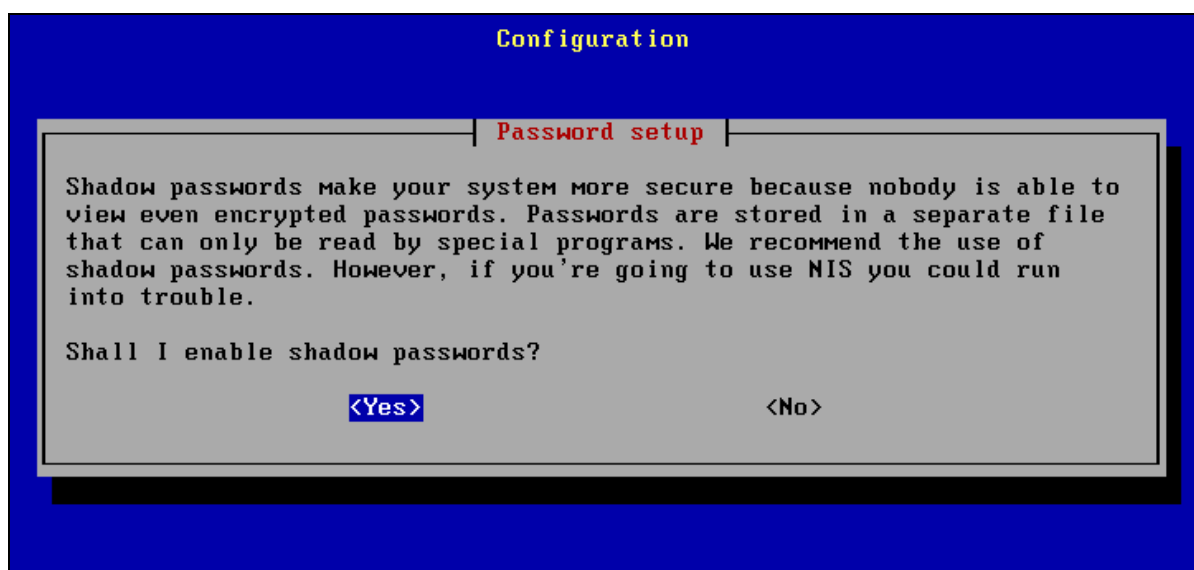 Configuration
Password setup
Shadow passwords make your system more secure because nobody is able to
view even encrypted passwords. Passwords are stored in a separate file
that can only be read by special programs. We recommend the use of
shadow passwords. However, if you're going to use NIS you could run
into trouble.
Shall I enable shadow passwords?
<Yes> <No>